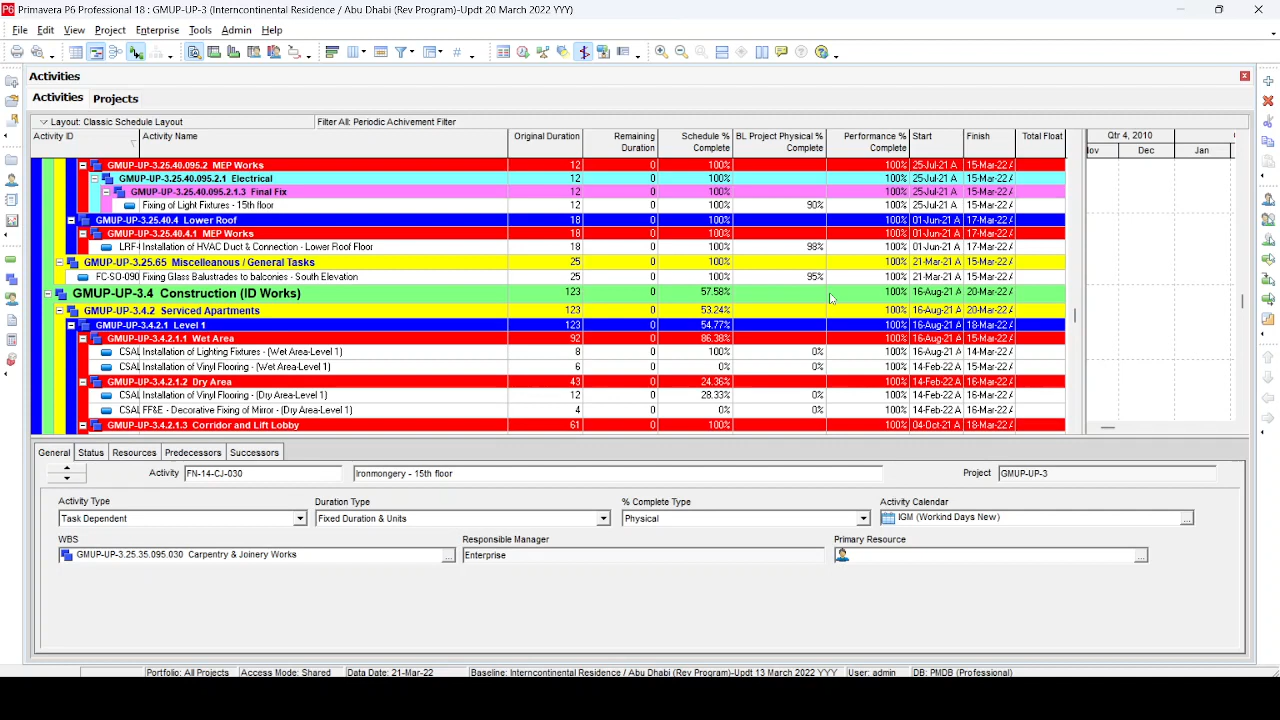 Primavera P6 Professional 18 : GMUP-UP-3 (Interncontinental Residence / Abu Dhabi (Rev Program)-Updt 20 March 2022 YYY)
File Edit View Project Enterprise Tools Admin Help
Activities
Activities Projects
Layout: Classic Schedule Layout Filter All: Periodic Achivement Filter
Activity ID Activity Name Original Duration Remaining Duration Schedule % Complete BL Project Physical % Complete Performance % Complete Start Finish Total Float Qtr 4, 2010
Nov Dec Jan
GMUP-UP-3.25.40.095.2 MEP Works 12 0 100% 100% 25-Jul-21 A 15-Mar-22 A
GMUP-UP-3.25.40.095.2.1 Electrical 12 0 100% 100% 25-Jul-21 A 15-Mar-22 A
GMUP-UP-3.25.40.095.2.1.3 Final Fix 12 0 100% 100% 25-Jul-21 A 15-Mar-22 A
Fixing of Light Fixtures - 15th floor 12 0 100% 90% 100% 25-Jul-21 A 15-Mar-22 A
GMUP-UP-3.25.40.4 Lower Roof 18 0 100% 100% 01-Jun-21 A 17-Mar-22 A
GMUP-UP-3.25.40.4.1 MEP Works 18 0 100% 100% 01-Jun-21 A 17-Mar-22 A
LRF-I Installation of HVAC Duct & Connection - Lower Roof Floor 18 0 100% 98% 100% 01-Jun-21 A 17-Mar-22 A
GMUP-UP-3.25.65 Miscelleanous / General Tasks 25 0 100% 100% 21-Mar-21 A 15-Mar-22 A
FC-SO-090 Fixing Glass Balustrades to balconies - South Elevation 25 0 100% 95% 100% 21-Mar-21 A 15-Mar-22 A
GMUP-UP-3.4 Construction (ID Works) 123 0 57.58% 100% 16-Aug-21 A 20-Mar-22 A
GMUP-UP-3.4.2 Serviced Apartments 123 0 53.24% 100% 16-Aug-21 A 20-Mar-22 A
GMUP-UP-3.4.2.1 Level 1 123 0 54.77% 100% 16-Aug-21 A 18-Mar-22 A
GMUP-UP-3.4.2.1.1 Wet Area 92 0 86.38% 100% 16-Aug-21 A 15-Mar-22 A
CSAL Installation of Lighting Fixtures - (Wet Area-Level 1) 8 0 100% 0% 100% 16-Aug-21 A 14-Mar-22 A
CSAL Installation of Vinyl Flooring - (Wet Area-Level 1) 6 0 0% 0% 100% 14-Feb-22 A 15-Mar-22 A
GMUP-UP-3.4.2.1.2 Dry Area 43 0 24.36% 100% 14-Feb-22 A 16-Mar-22 A
CSAL Installation of Vinyl Flooring - (Dry Area-Level 1) 12 0 28.33% 0% 100% 14-Feb-22 A 16-Mar-22 A
CSAL FF&E - Decorative Fixing of Mirror - (Dry Area-Level 1) 4 0 0% 0% 100% 14-Feb-22 A 16-Mar-22 A
GMUP-UP-3.4.2.1.3 Corridor and Lift Lobby 61 0 100% 100% 04-Oct-21 A 18-Mar-22 A
General Status Resources Predecessors Successors
Activity FN-14-CJ-030 Ironmongery - 15th floor Project GMUP-UP-3
Activity Type Duration Type % Complete Type Activity Calendar
Task Dependent Fixed Duration & Units Physical IGM (Workind Days New)
WBS Responsible Manager Primary Resource
GMUP-UP-3.25.35.095.030 Carpentry & Joinery Works Enterprise
Portfolio: All Projects Access Mode: Shared Data Date: 21-Mar-22 Baseline: Interncontinental Residence / Abu Dhabi (Rev Program)-Updt 13 March 2022 YYY User: admin DB: PMDB (Professional)